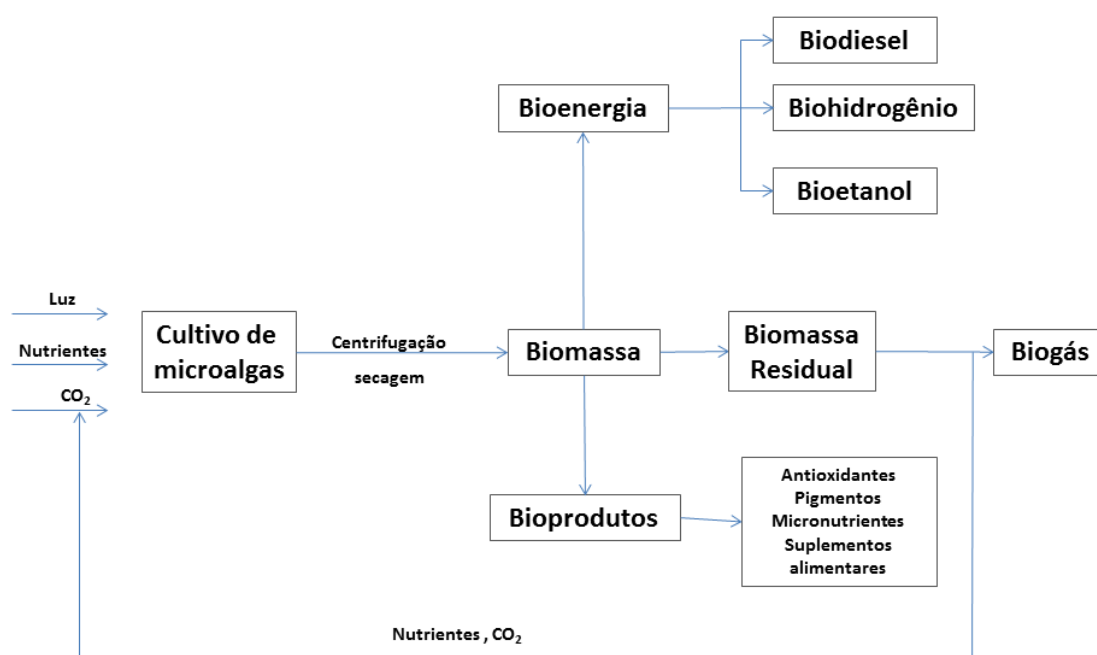 Biodiesel
Bioenergia
Biohidrogênio
Bioetanol
Luz
Nutrientes
CO₂
Cultivo de
microalgas
Centrifugação
secagem
Biomassa
Biomassa
Residual
Biogás
Bioprodutos
Antioxidantes
Pigmentos
Micronutrientes
Suplementos
alimentares
Nutrientes , CO₂